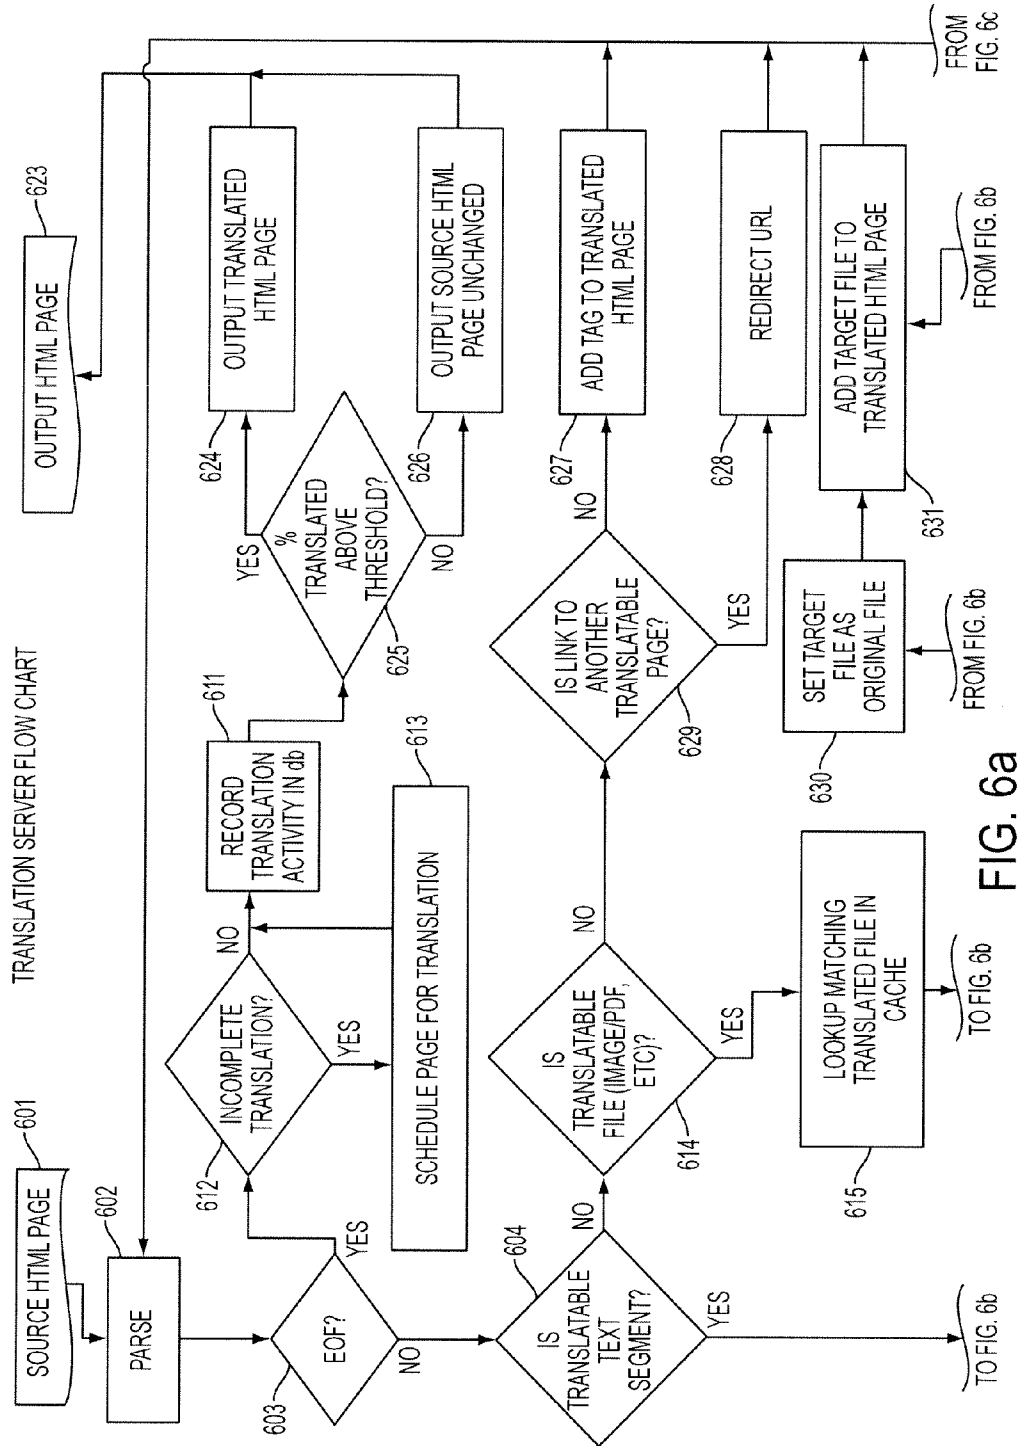 TRANSLATION SERVER FLOW CHART
601
SOURCE HTML PAGE
602
PARSE
603
EOF?
YES
NO
612
INCOMPLETE
TRANSLATION?
NO
YES
611
RECORD
TRANSLATION
ACTIVITY IN db
613
SCHEDULE PAGE FOR TRANSLATION
625
%
TRANSLATED
ABOVE
THRESHOLD?
YES
NO
624
OUTPUT TRANSLATED
HTML PAGE
626
OUTPUT SOURCE HTML
PAGE UNCHANGED
623
OUTPUT HTML PAGE
604
IS
TRANSLATABLE
TEXT
SEGMENT?
NO
YES
TO FIG. 6b
614
IS
TRANSLATABLE
FILE (IMAGE/PDF,
ETC)?
NO
YES
615
LOOKUP MATCHING
TRANSLATED FILE IN
CACHE
TO FIG. 6b
629
IS LINK TO
ANOTHER
TRANSLATABLE
PAGE?
NO
YES
627
ADD TAG TO TRANSLATED
HTML PAGE
628
REDIRECT URL
630
SET TARGET
FILE AS
ORIGINAL FILE
FROM FIG. 6b
631
ADD TARGET FILE TO
TRANSLATED HTML PAGE
FROM FIG. 6b
FROM
FIG. 6c
FIG. 6a